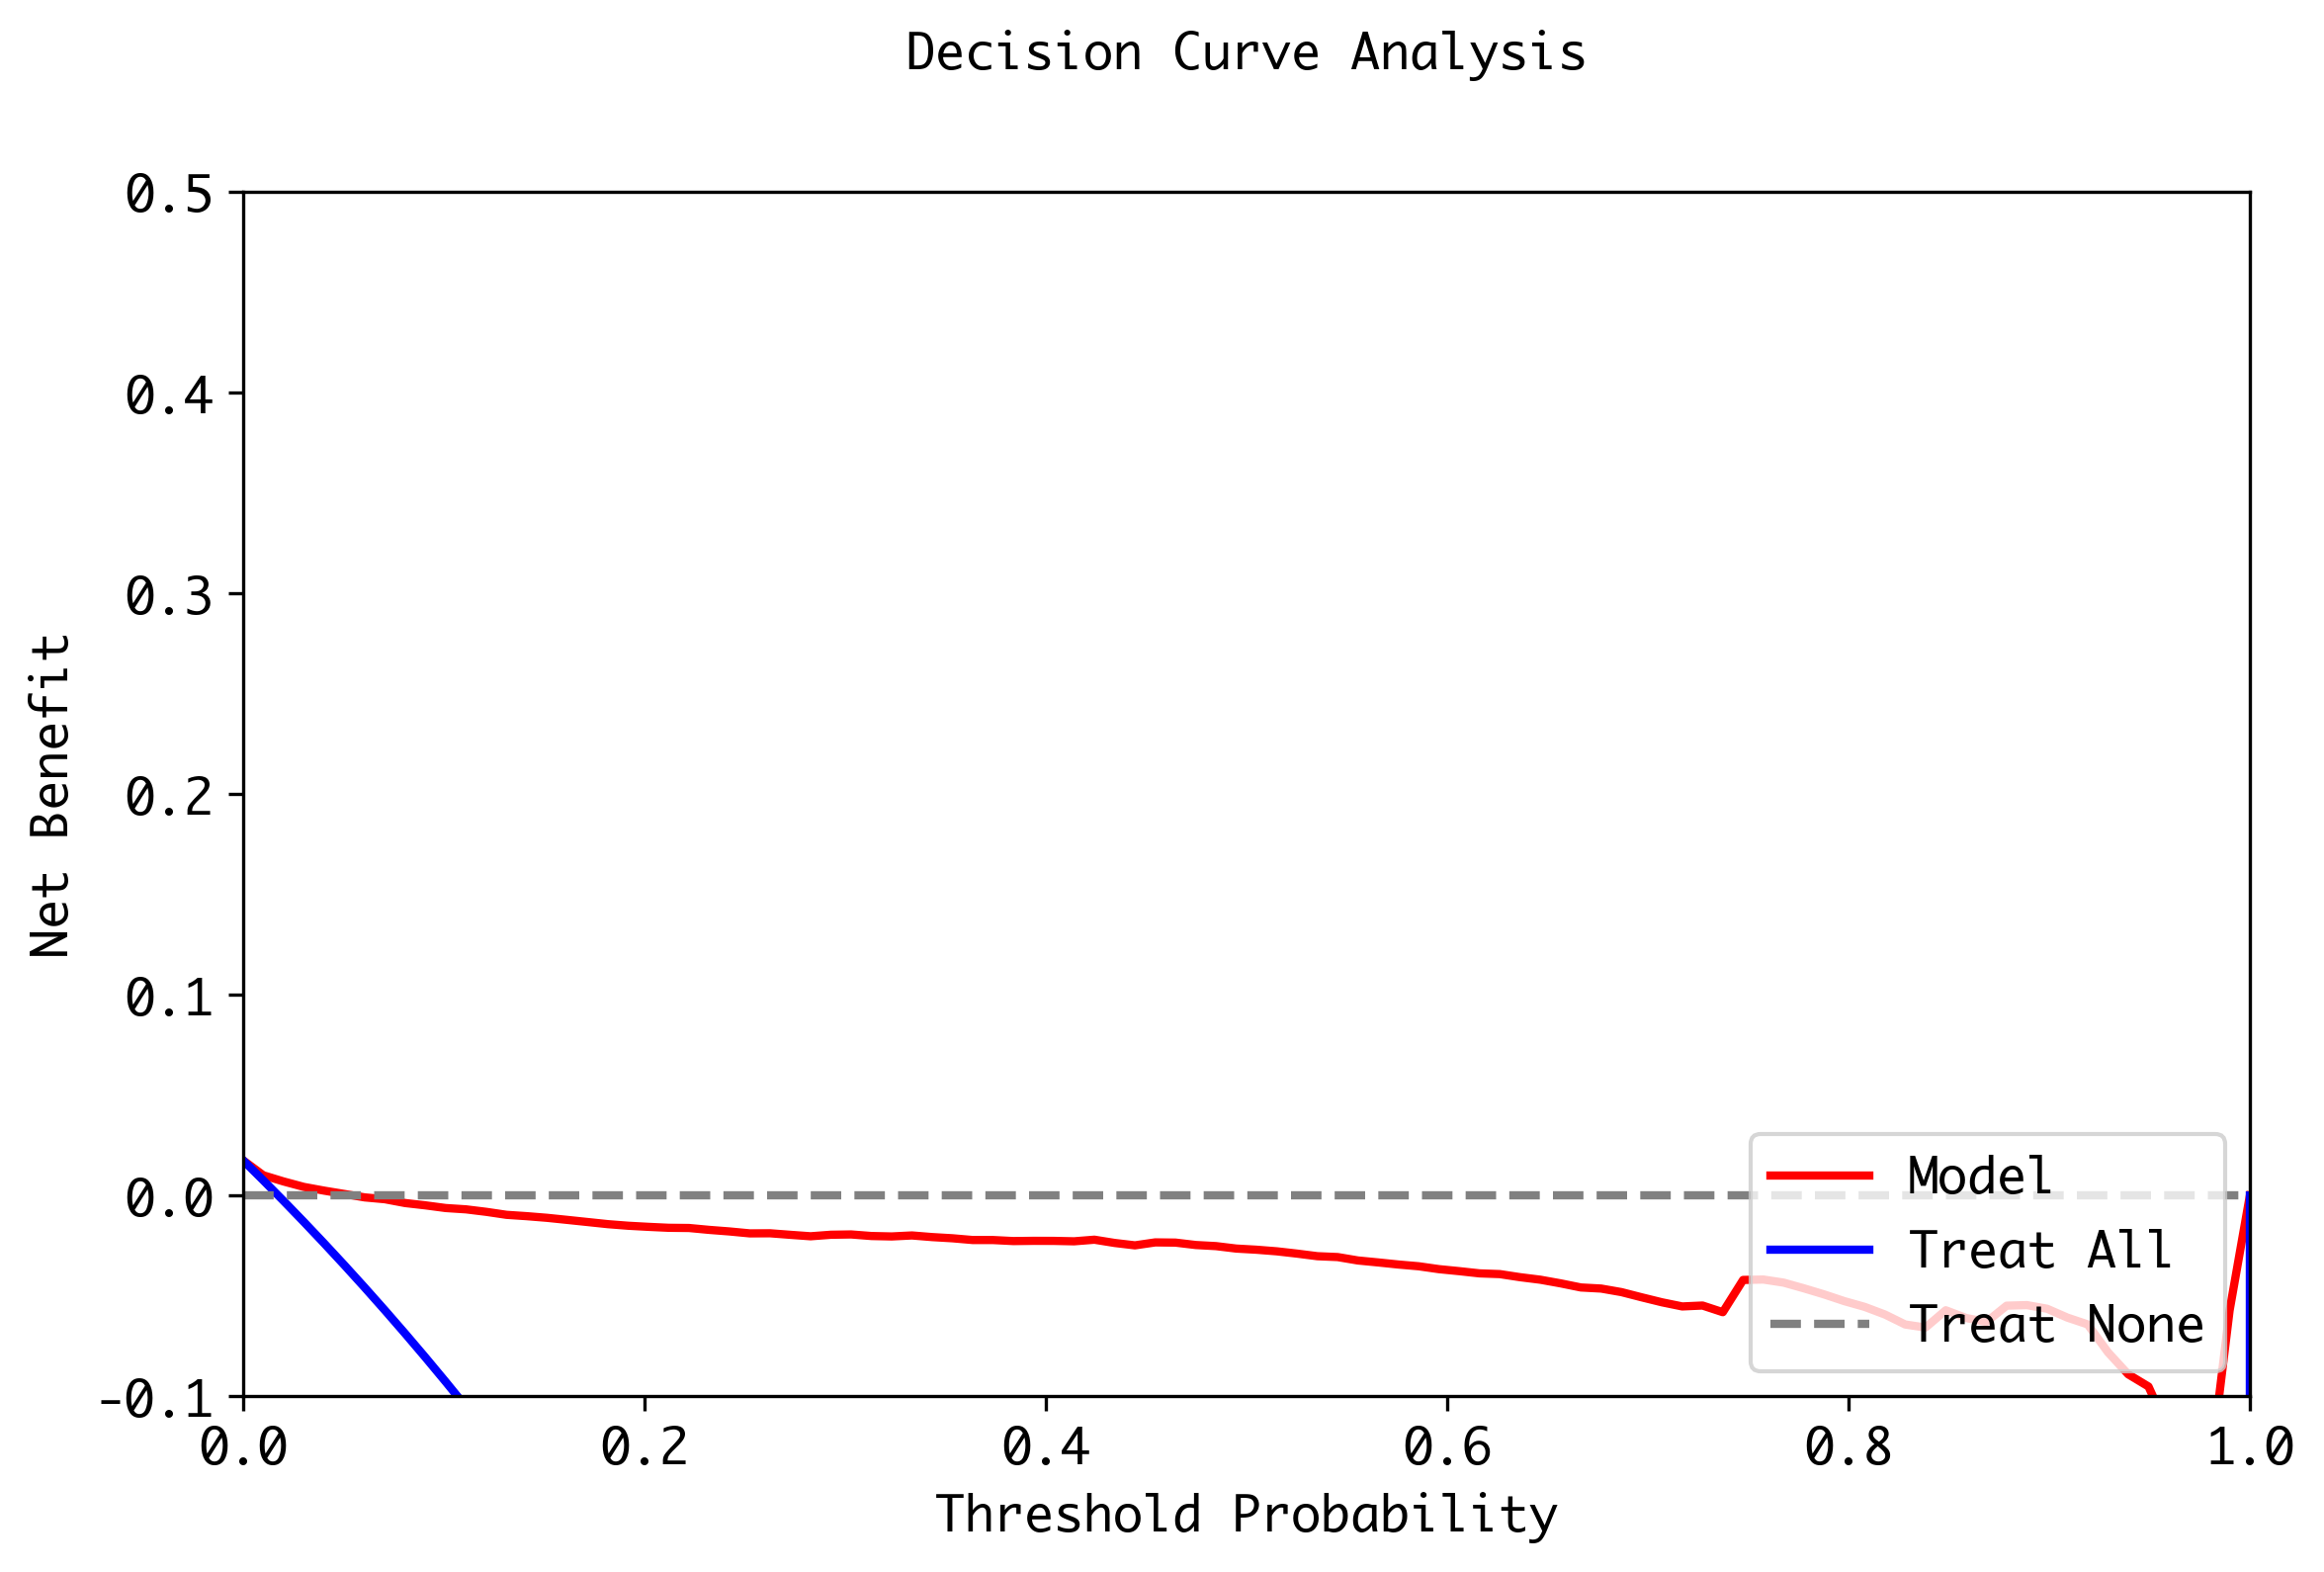 Decision Curve Analysis
0.5
0.4
0.3
0.2
0.1
0.0
-0.1
Net Benefit
Model
Treat All
Treat None
0.0 0.2 0.4 0.6 0.8 1.0
Threshold Probability